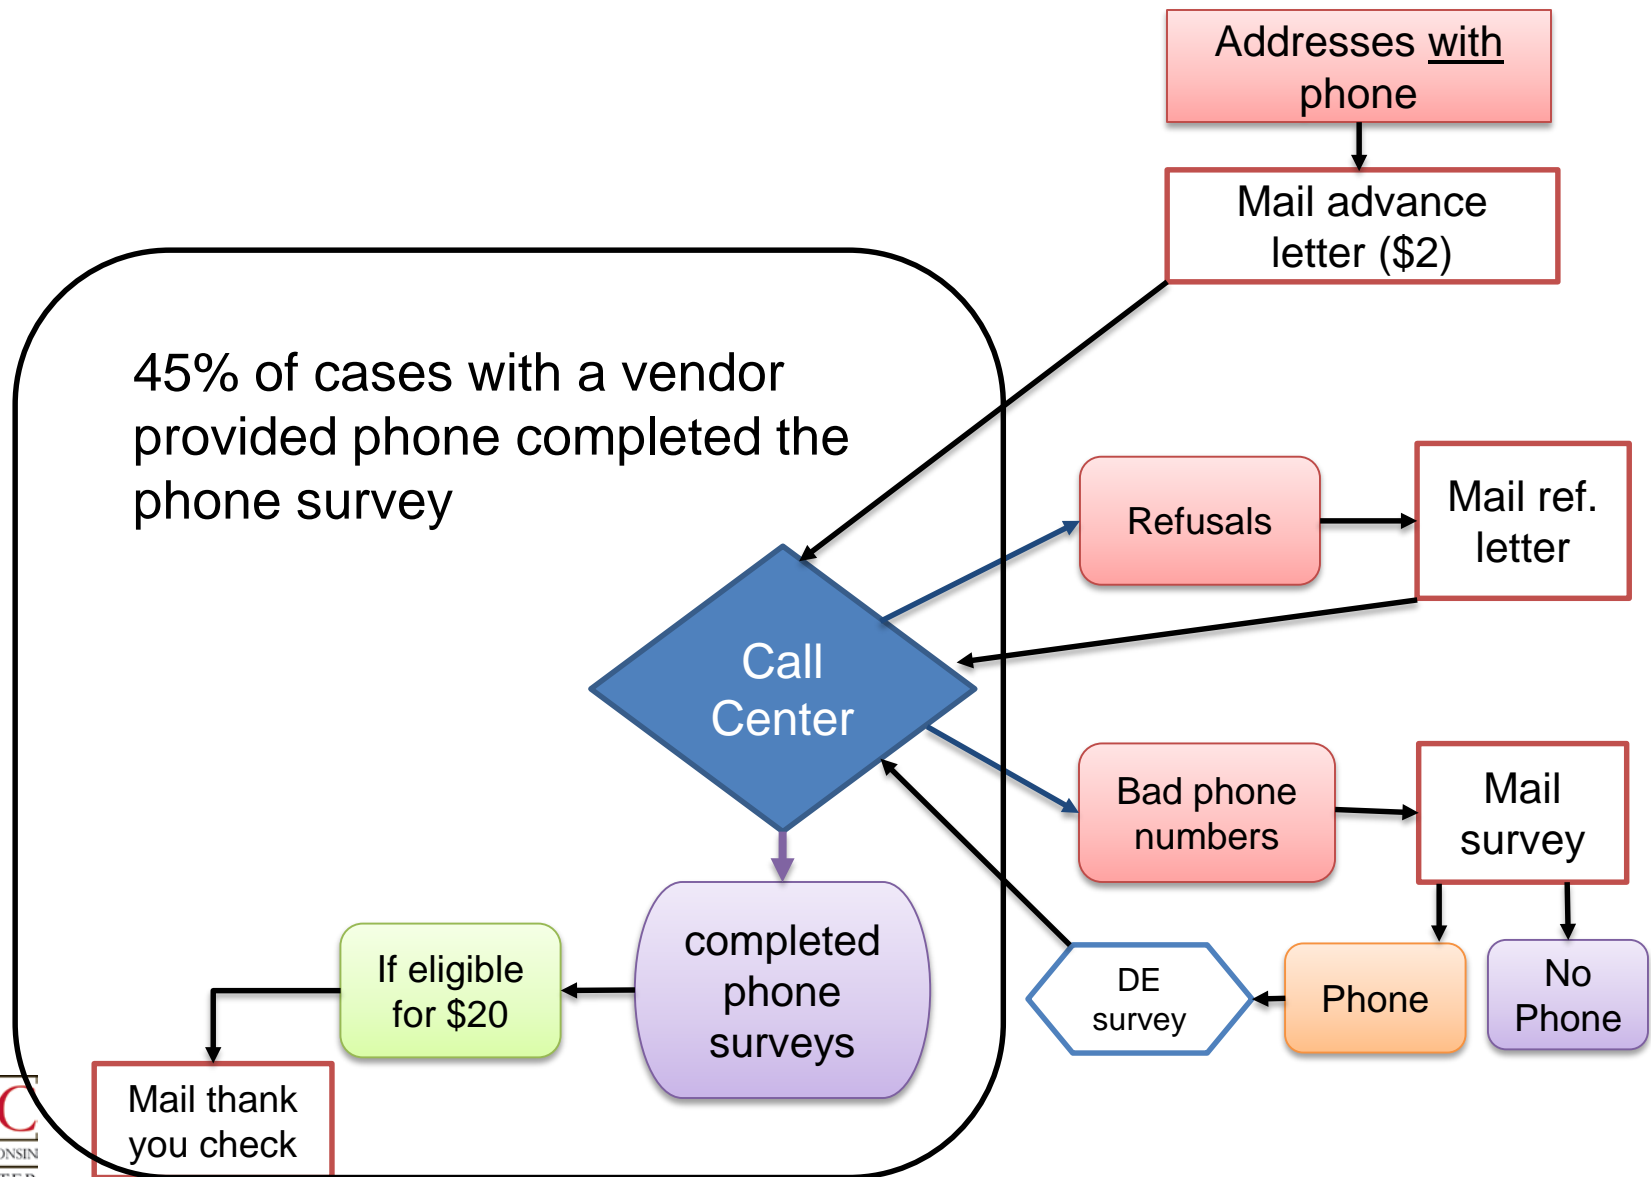 Addresses with
phone
Mail advance
letter ($2)
45% of cases with a vendor
provided phone completed the
phone survey
Refusals
Mail ref.
letter
Call
Center
Bad phone
numbers
Mail
survey
completed
phone
surveys
If eligible
for $20
DE
survey
Phone
No
Phone
Mail thank
you check
C